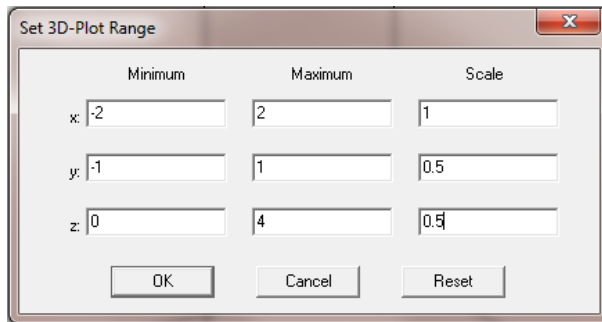 Set 3D-Plot Range
Minimum Maximum Scale
x: -2 2 1
y: -1 1 0.5
z: 0 4 0.5
OK Cancel Reset